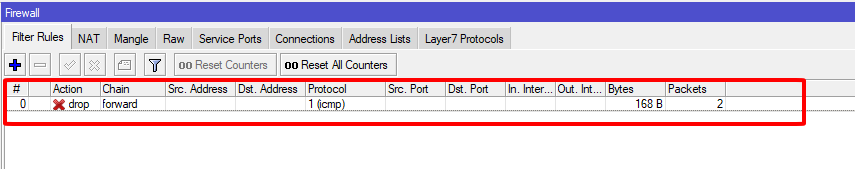 Firewall
Filter Rules NAT Mangle Raw Service Ports Connections Address Lists Layer7 Protocols
00 Reset Counters 00 Reset All Counters
# Action Chain Src. Address Dst. Address Protocol Src. Port Dst. Port In. Inter... Out. Int... Bytes Packets
0 drop forward 1 (icmp) 168 B 2